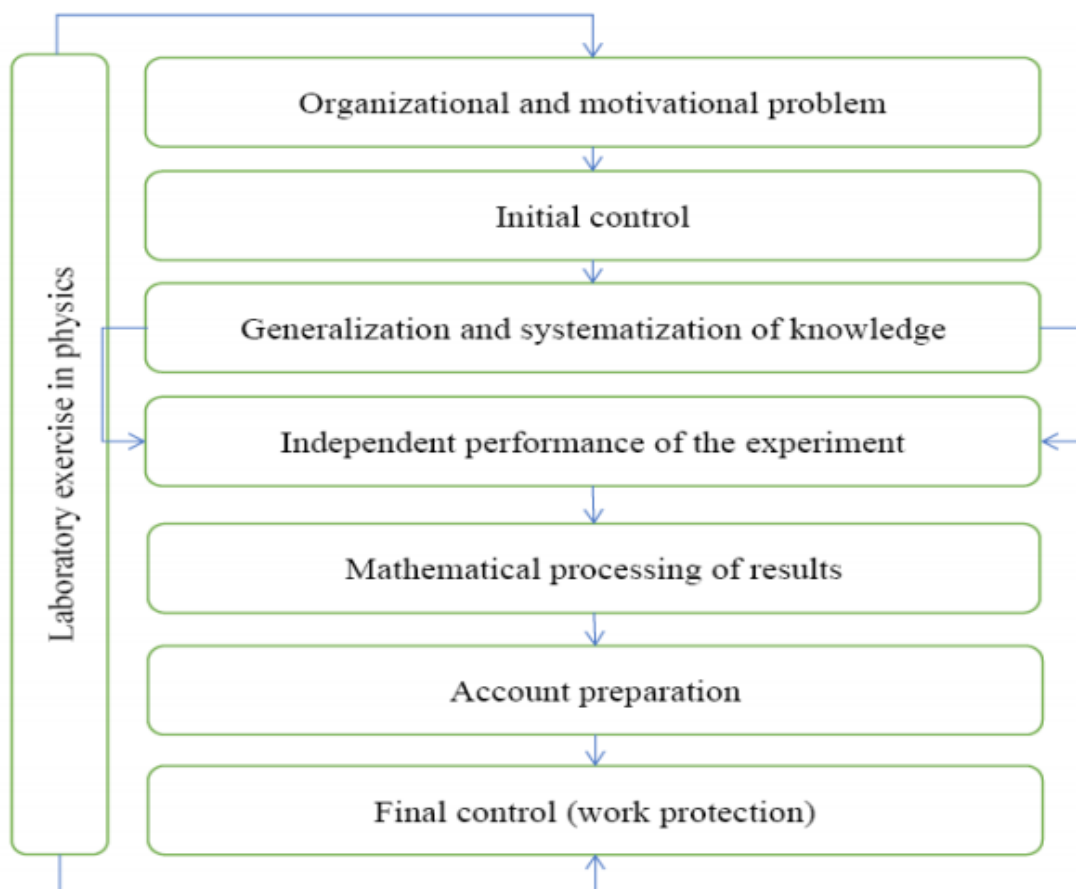 Laboratory exercise in physics
Organizational and motivational problem
Initial control
Generalization and systematization of knowledge
Independent performance of the experiment
Mathematical processing of results
Account preparation
Final control (work protection)